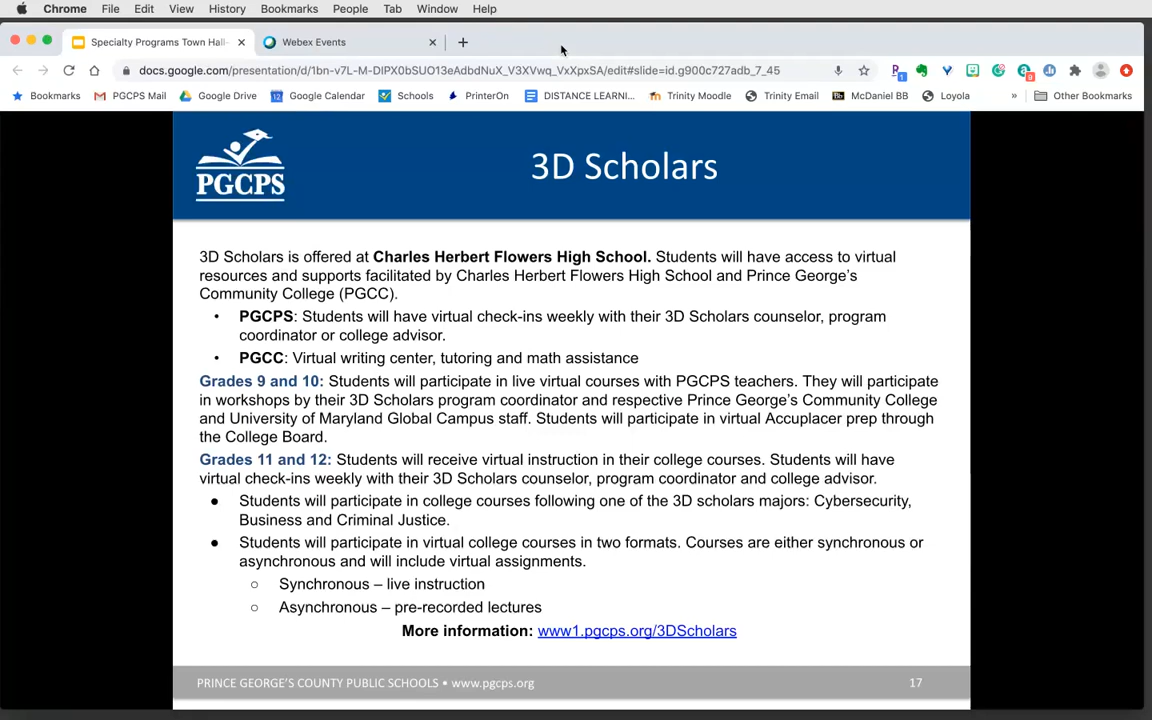 Chrome File Edit View History Bookmarks People Tab Window Help
Specialty Programs Town Hall- Webex Events
docs.google.com/presentation/d/1bn-v7L-M-DIPX0bSUO13eAdbdNuX_V3XVwq_VxXpxSA/edit#slide=id.g900c727adb_7_45
Bookmarks PGCPS Mail Google Drive Google Calendar Schools PrinterOn DISTANCE LEARNI... Trinity Moodle Trinity Email McDaniel BB Loyola » Other Bookmarks
PGCPS
3D Scholars
3D Scholars is offered at Charles Herbert Flowers High School. Students will have access to virtual
resources and supports facilitated by Charles Herbert Flowers High School and Prince George's
Community College (PGCC).
• PGCPS: Students will have virtual check-ins weekly with their 3D Scholars counselor, program
coordinator or college advisor.
• PGCC: Virtual writing center, tutoring and math assistance
Grades 9 and 10: Students will participate in live virtual courses with PGCPS teachers. They will participate
in workshops by their 3D Scholars program coordinator and respective Prince George's Community College
and University of Maryland Global Campus staff. Students will participate in virtual Accuplacer prep through
the College Board.
Grades 11 and 12: Students will receive virtual instruction in their college courses. Students will have
virtual check-ins weekly with their 3D Scholars counselor, program coordinator and college advisor.
● Students will participate in college courses following one of the 3D scholars majors: Cybersecurity,
Business and Criminal Justice.
● Students will participate in virtual college courses in two formats. Courses are either synchronous or
asynchronous and will include virtual assignments.
○ Synchronous – live instruction
○ Asynchronous – pre-recorded lectures
More information: www1.pgcps.org/3DScholars
PRINCE GEORGE'S COUNTY PUBLIC SCHOOLS • www.pgcps.org 17